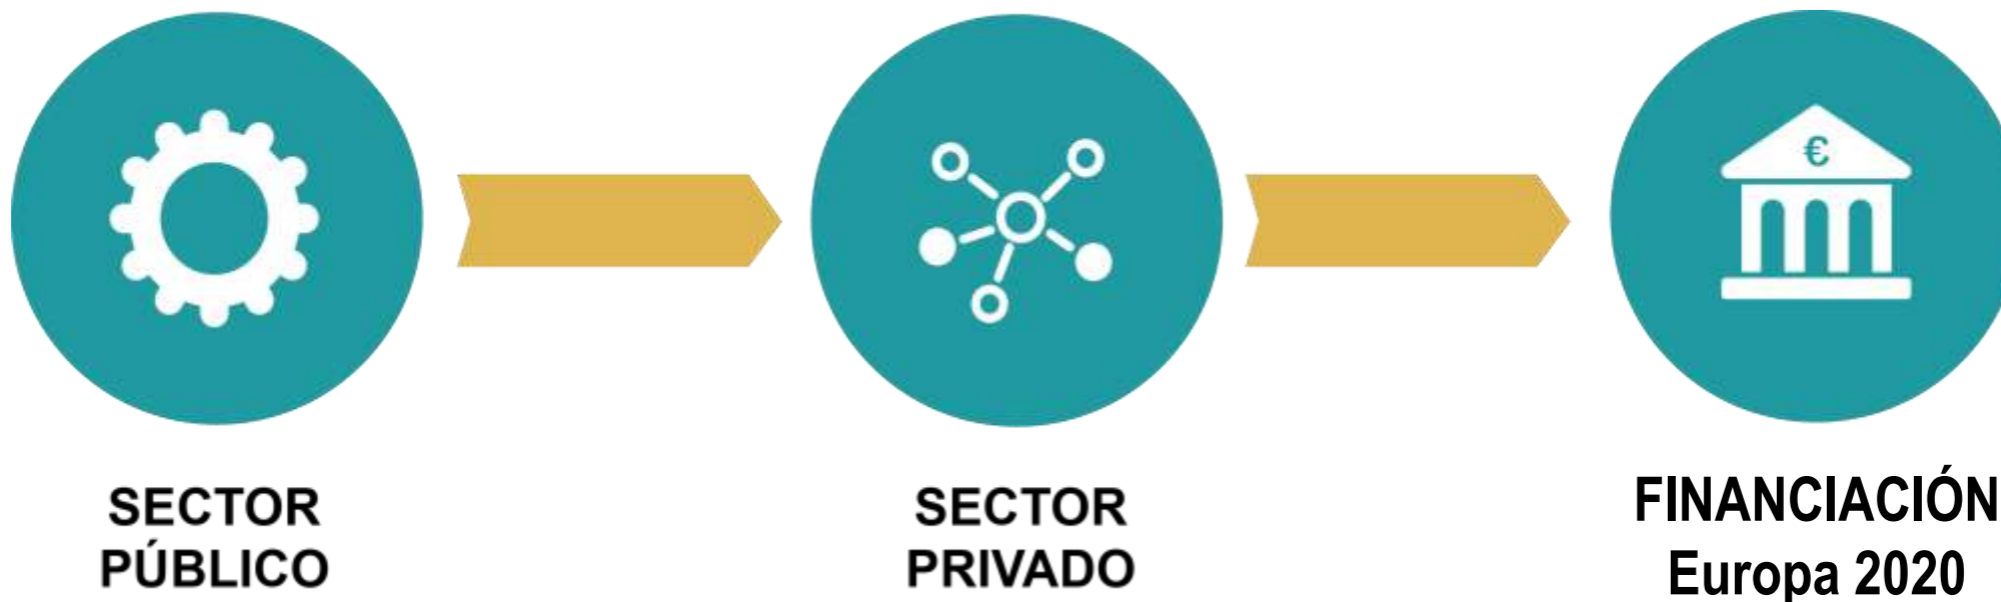 €
SECTOR
PÚBLICO
SECTOR
PRIVADO
FINANCIACIÓN
Europa 2020